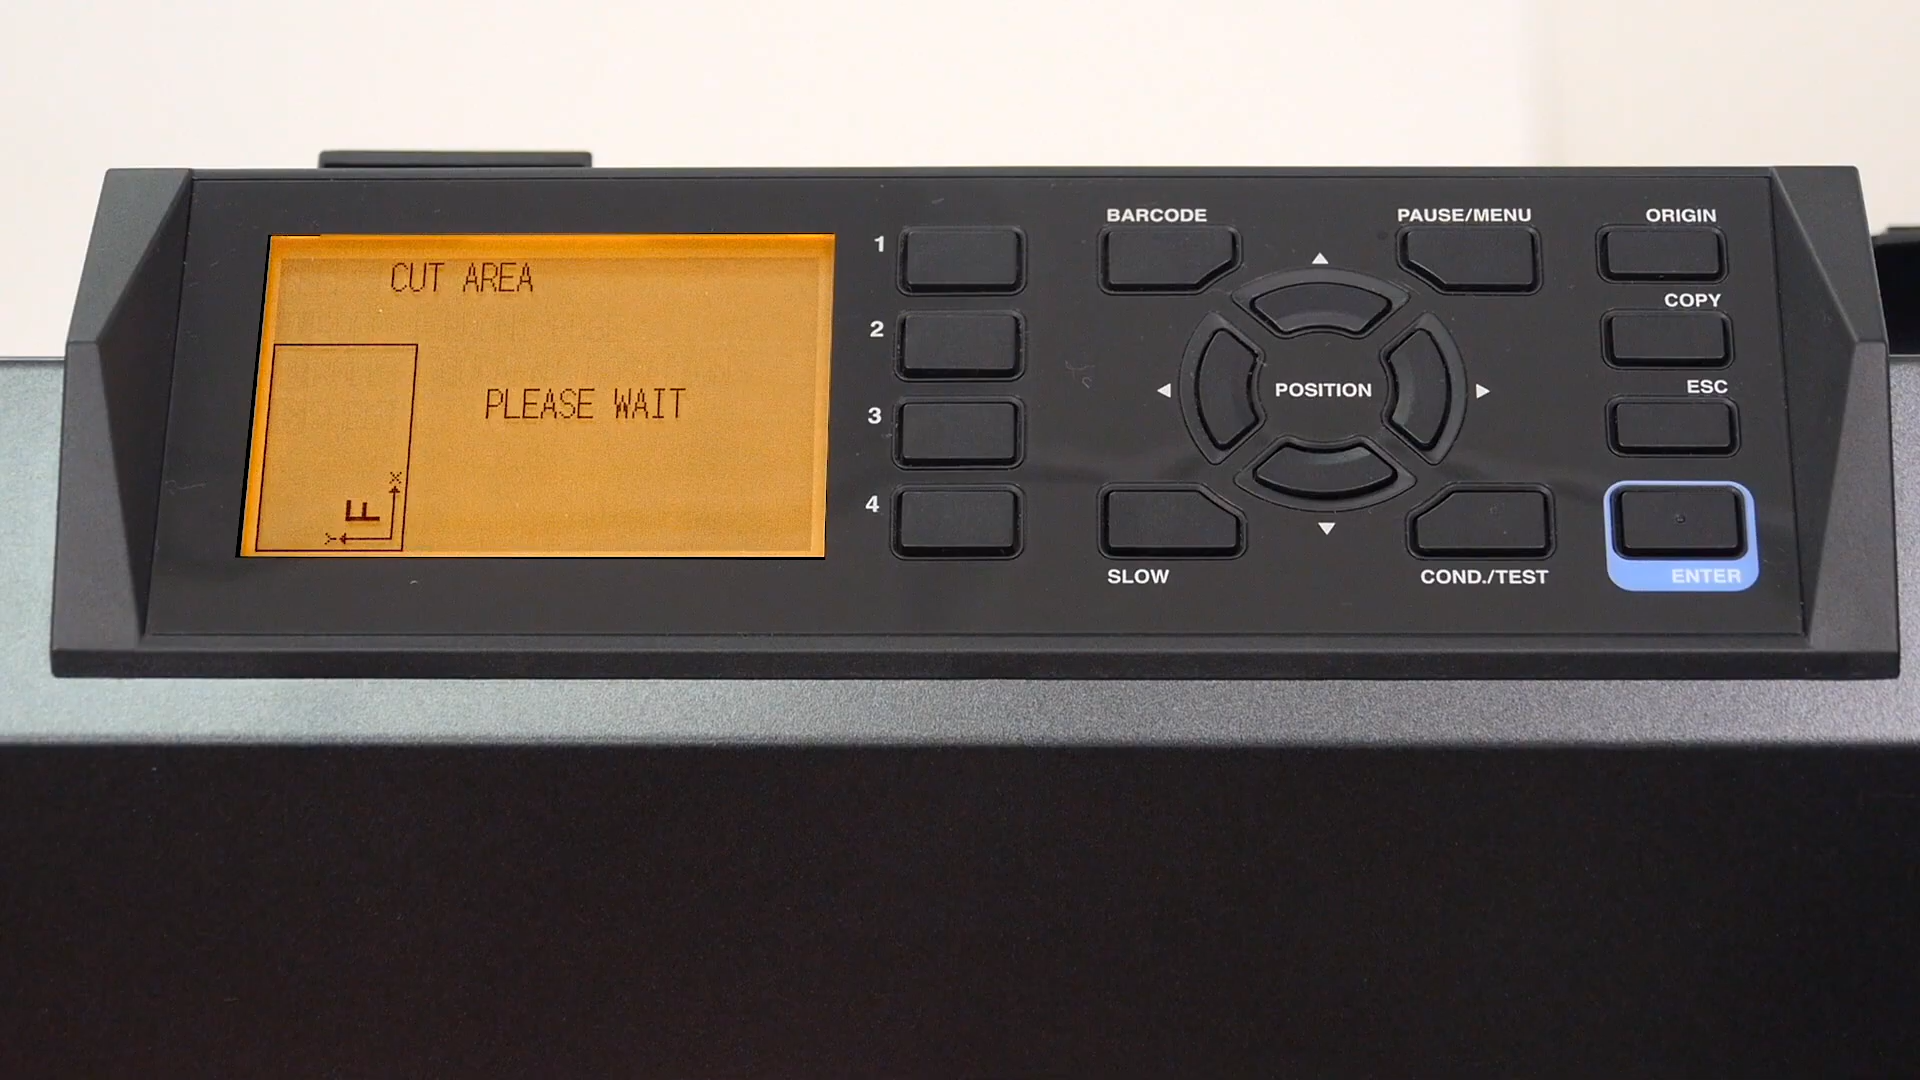 CUT AREA
PLEASE WAIT
F
X
Y
1
2
3
4
BARCODE
PAUSE/MENU
ORIGIN
COPY
ESC
POSITION
SLOW
COND./TEST
ENTER